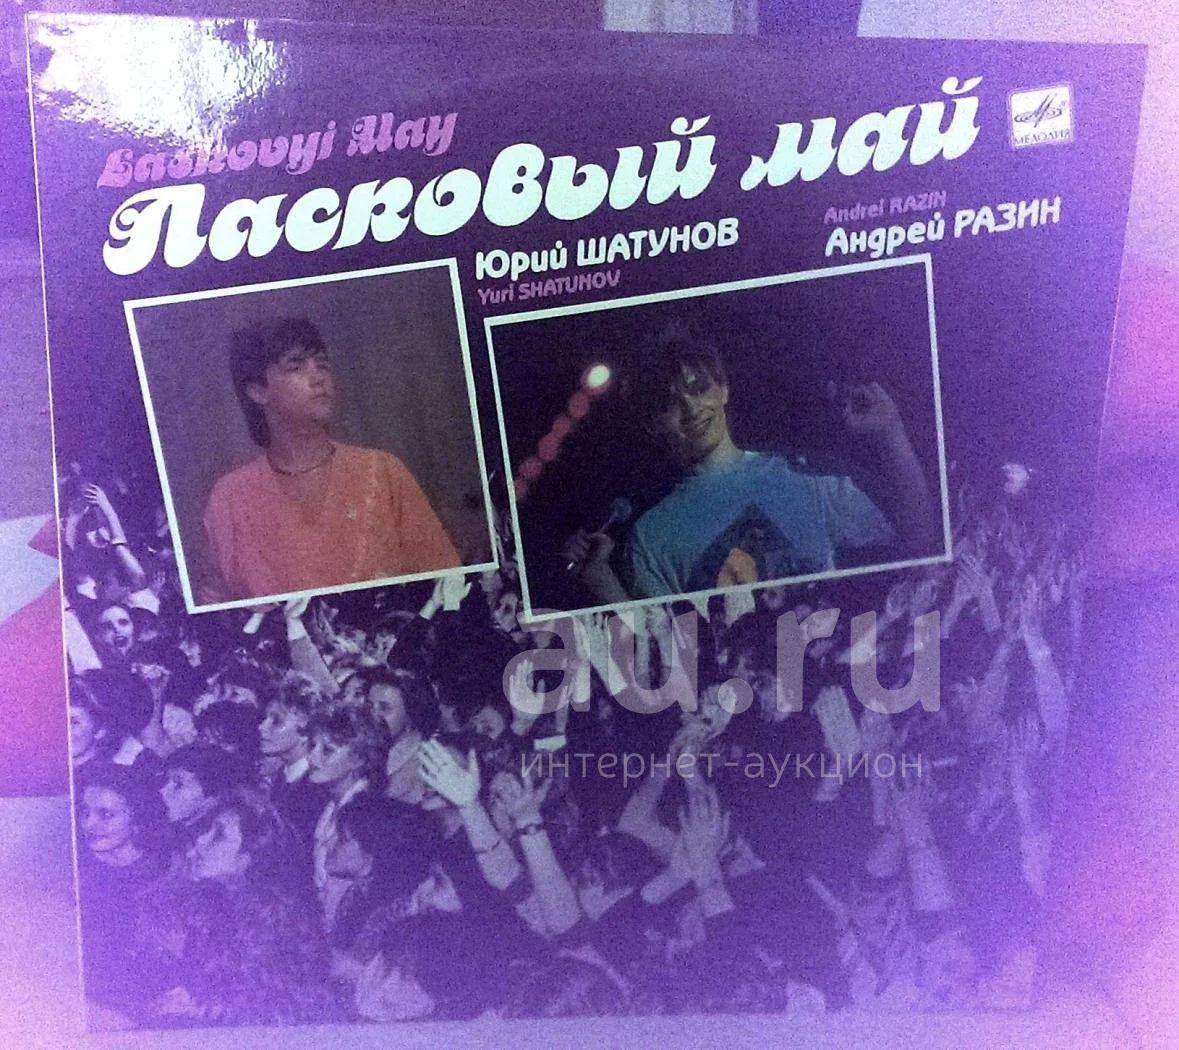 Laskovyi May
Ласковый май
МЕЛОДИЯ
Юрий ШАТУНОВ
Yuri SHATUNOV
Andrei RAZIN
Андрей РАЗИН
au.ru
интернет-аукцион